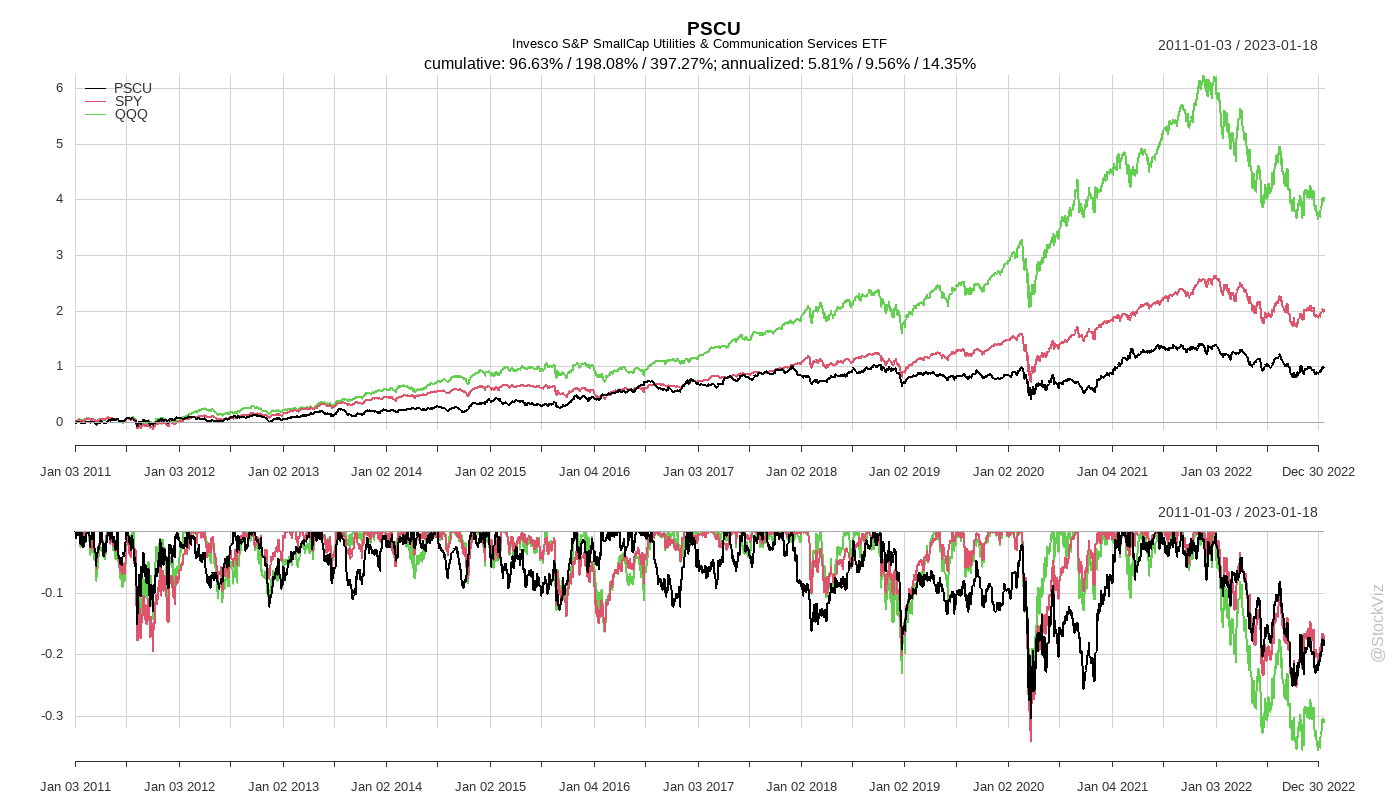 PSCU
Invesco S&P SmallCap Utilities & Communication Services ETF
2011-01-03 / 2023-01-18
cumulative: 96.63% / 198.08% / 397.27%; annualized: 5.81% / 9.56% / 14.35%
PSCU
SPY
QQQ
6
5
4
3
2
1
0
Jan 03 2011 Jan 03 2012 Jan 02 2013 Jan 02 2014 Jan 02 2015 Jan 04 2016 Jan 03 2017 Jan 02 2018 Jan 02 2019 Jan 02 2020 Jan 04 2021 Jan 03 2022 Dec 30 2022
2011-01-03 / 2023-01-18
-0.1
-0.2
-0.3
Jan 03 2011 Jan 03 2012 Jan 02 2013 Jan 02 2014 Jan 02 2015 Jan 04 2016 Jan 03 2017 Jan 02 2018 Jan 02 2019 Jan 02 2020 Jan 04 2021 Jan 03 2022 Dec 30 2022
@StockViz